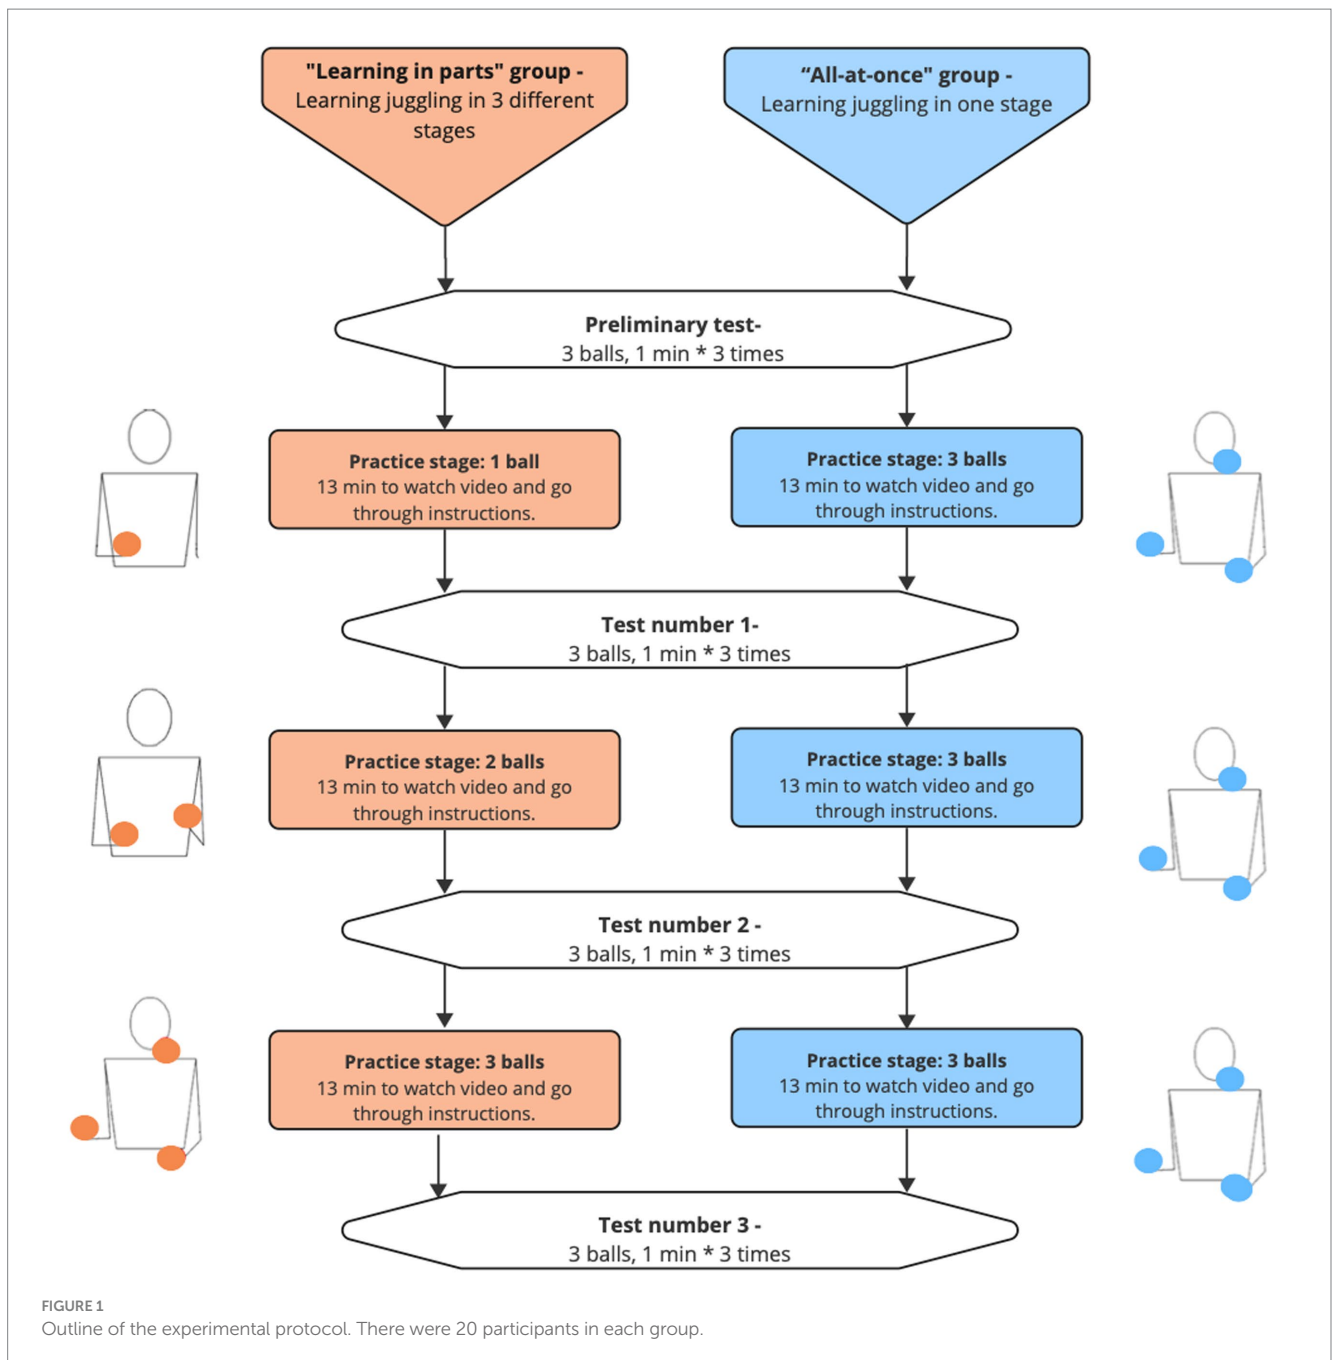 "Learning in parts" group -
Learning juggling in 3 different
stages
“All-at-once" group -
Learning juggling in one stage
Preliminary test-
3 balls, 1 min * 3 times
Practice stage: 1 ball
13 min to watch video and go
through instructions.
Practice stage: 3 balls
13 min to watch video and go
through instructions.
Test number 1-
3 balls, 1 min * 3 times
Practice stage: 2 balls
13 min to watch video and go
through instructions.
Practice stage: 3 balls
13 min to watch video and go
through instructions.
Test number 2 -
3 balls, 1 min * 3 times
Practice stage: 3 balls
13 min to watch video and go
through instructions.
Practice stage: 3 balls
13 min to watch video and go
through instructions.
Test number 3 -
3 balls, 1 min * 3 times
FIGURE 1
Outline of the experimental protocol. There were 20 participants in each group.